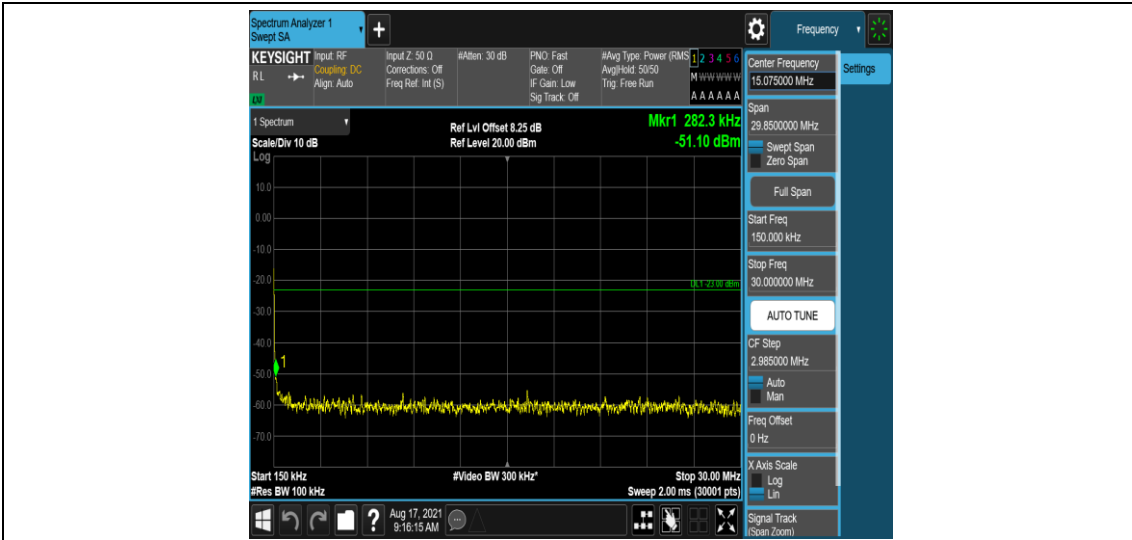 Spectrum Analyzer 1
Swept SA
+
Frequency
KEYSIGHT
RL
LXI
Input: RF
Coupling: DC
Align: Auto
Input Z: 50 Ω
Corrections: Off
Freq Ref: Int (S)
#Atten: 30 dB
PNO: Fast
Gate: Off
IF Gain: Low
Sig Track: Off
#Avg Type: Power (RMS
Avg|Hold: 50/50
Trig: Free Run
1 2 3 4 5 6
M W W W W W
A A A A A A
1 Spectrum
Scale/Div 10 dB
Log
Ref Lvl Offset 8.25 dB
Ref Level 20.00 dBm
Mkr1 282.3 kHz
-51.10 dBm
10.0
0.00
-10.0
-20.0
DL1 -23.00 dBm
-30.0
-40.0
1
-50.0
-60.0
-70.0
Start 150 kHz
#Res BW 100 kHz
#Video BW 300 kHz*
Stop 30.00 MHz
Sweep 2.00 ms (30001 pts)
Center Frequency
15.075000 MHz
Settings
Span
29.8500000 MHz
Swept Span
Zero Span
Full Span
Start Freq
150.000 kHz
Stop Freq
30.000000 MHz
AUTO TUNE
CF Step
2.985000 MHz
Auto
Man
Freq Offset
0 Hz
X Axis Scale
Log
Lin
Signal Track
(Span Zoom)
?
Aug 17, 2021
9:16:15 AM